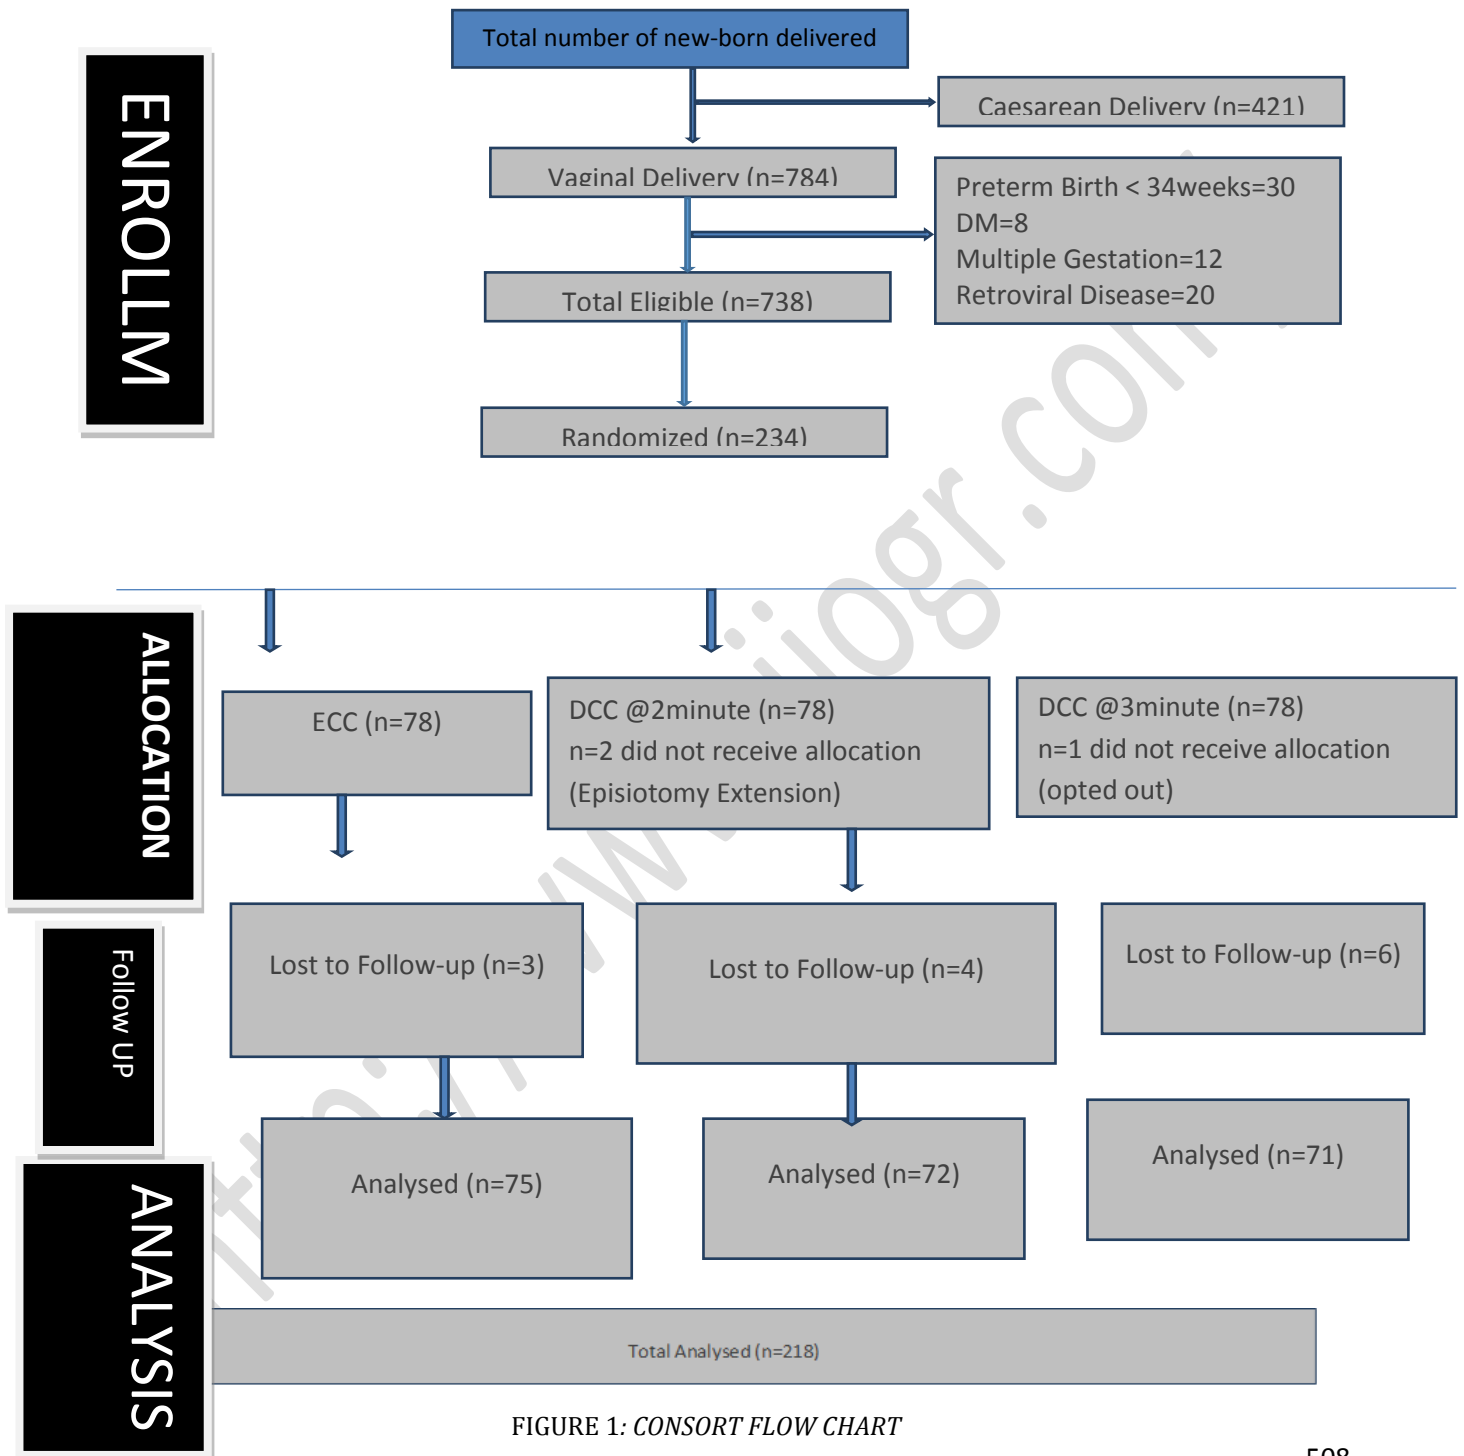 Total number of new-born delivered
Caesarean Delivery (n=421)
Vaginal Delivery (n=784)
Preterm Birth < 34weeks=30
DM=8
Multiple Gestation=12
Retroviral Disease=20
Total Eligible (n=738)
Randomized (n=234)
ENROLLM
ALLOCATION
ECC (n=78)
DCC @2minute (n=78)
n=2 did not receive allocation
(Episiotomy Extension)
DCC @3minute (n=78)
n=1 did not receive allocation
(opted out)
Follow UP
Lost to Follow-up (n=3)
Lost to Follow-up (n=4)
Lost to Follow-up (n=6)
ANALYSIS
Analysed (n=75)
Analysed (n=72)
Analysed (n=71)
Total Analysed (n=218)
FIGURE 1: CONSORT FLOW CHART